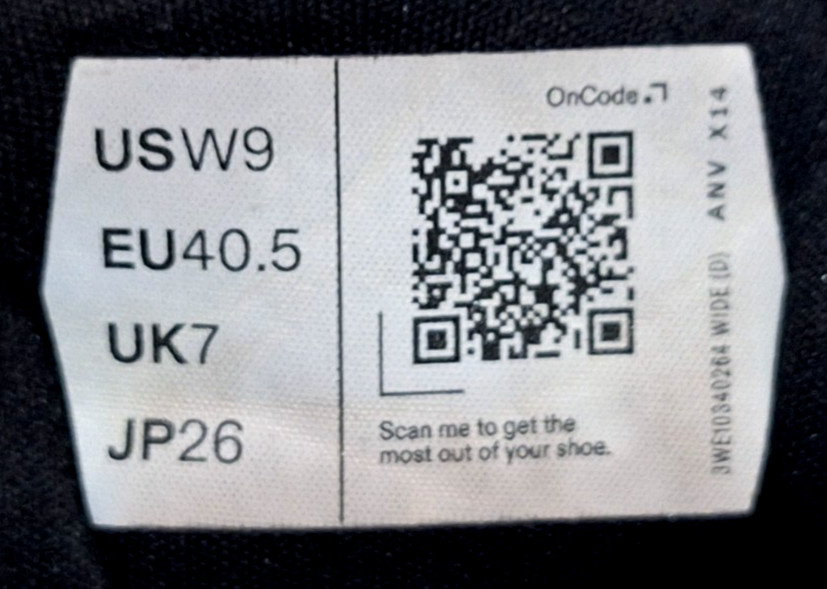 USW9
EU40.5
UK7
JP26
OnCode
Scan me to get the
most out of your shoe.
3WE10340264 WIDE (D) ANV X14